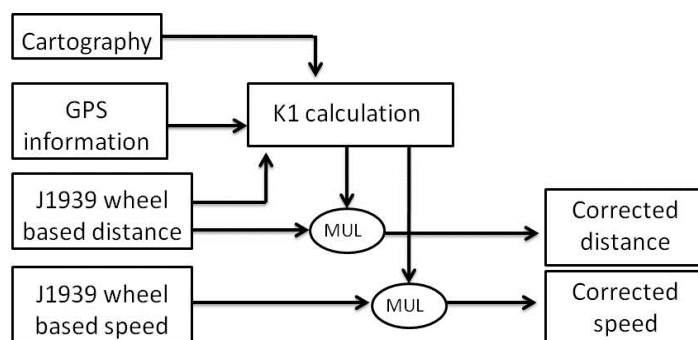 Cartography
GPS
information
K1 calculation
J1939 wheel
based distance
MUL
Corrected
distance
J1939 wheel
based speed
MUL
Corrected
speed